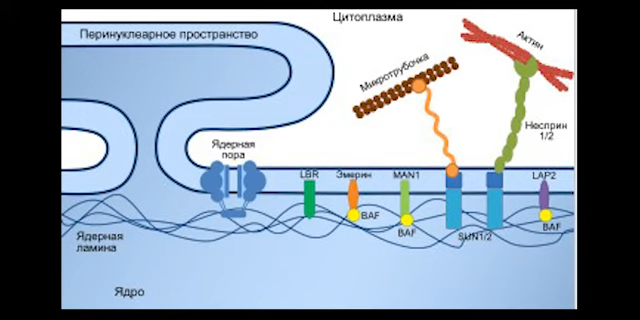 Цитоплазма
Перинуклеарное пространство
Актин
Микротрубочка
Несприн
1/2
Ядерная
пора
LBR
Эмерин
MAN1
LAP2
BAF
BAF
BAF
SUN1/2
Ядерная
ламина
Ядро